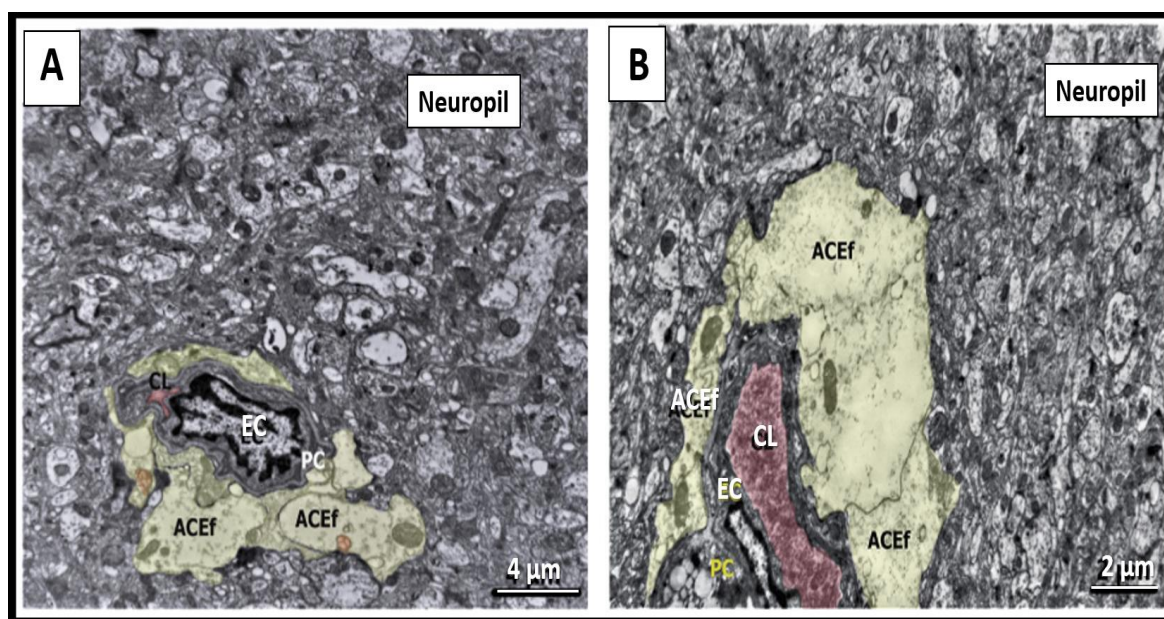 A
Neuropil
CL
EC
PC
ACEf
ACEf
4 µm
B
Neuropil
ACEf
ACEf
CL
EC
ACEf
PC
2 µm